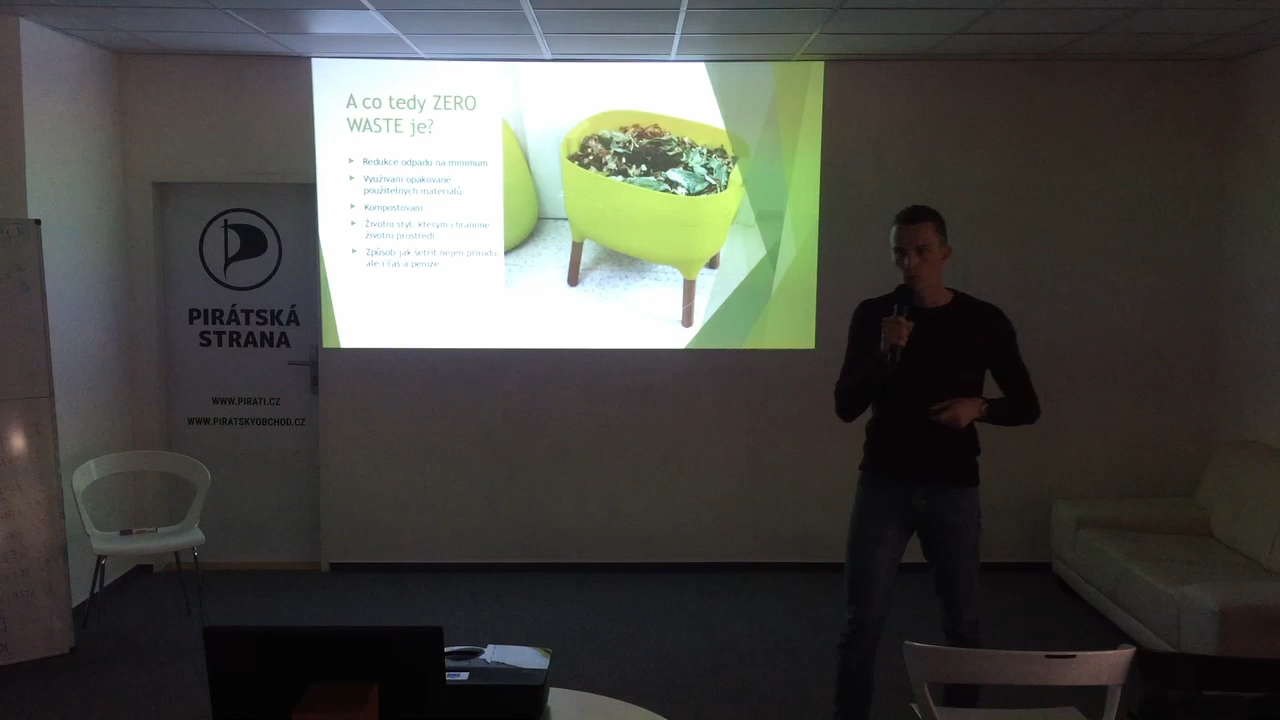 A co tedy ZERO
WASTE je?
Redukce odpadu na minimum
Využívání opakovaně
použitelných materiálů
Kompostování
Životní styl, kterým chráníme
životní prostředí
Způsob jak šetřit nejen přírodu
ale i čas a peníze
PIRÁTSKÁ
STRANA
WWW.PIRATI.CZ
WWW.PIRATSKYOBCHOD.CZ